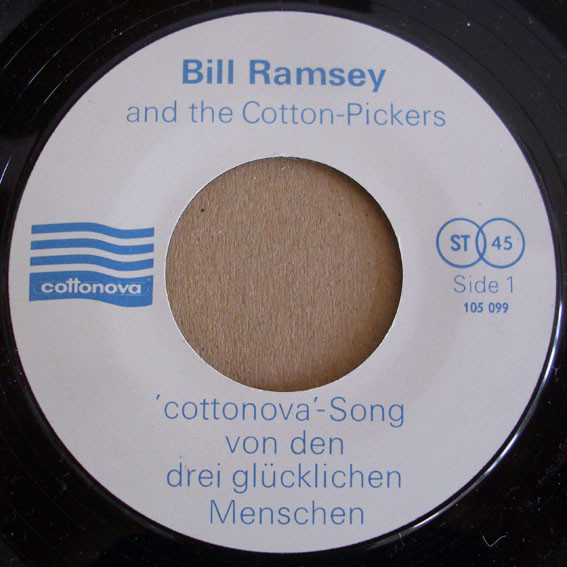 Bill Ramsey
and the Cotton-Pickers
cottonova
ST 45
Side 1
105 099
'cottonova'-Song
von den
drei glücklichen
Menschen